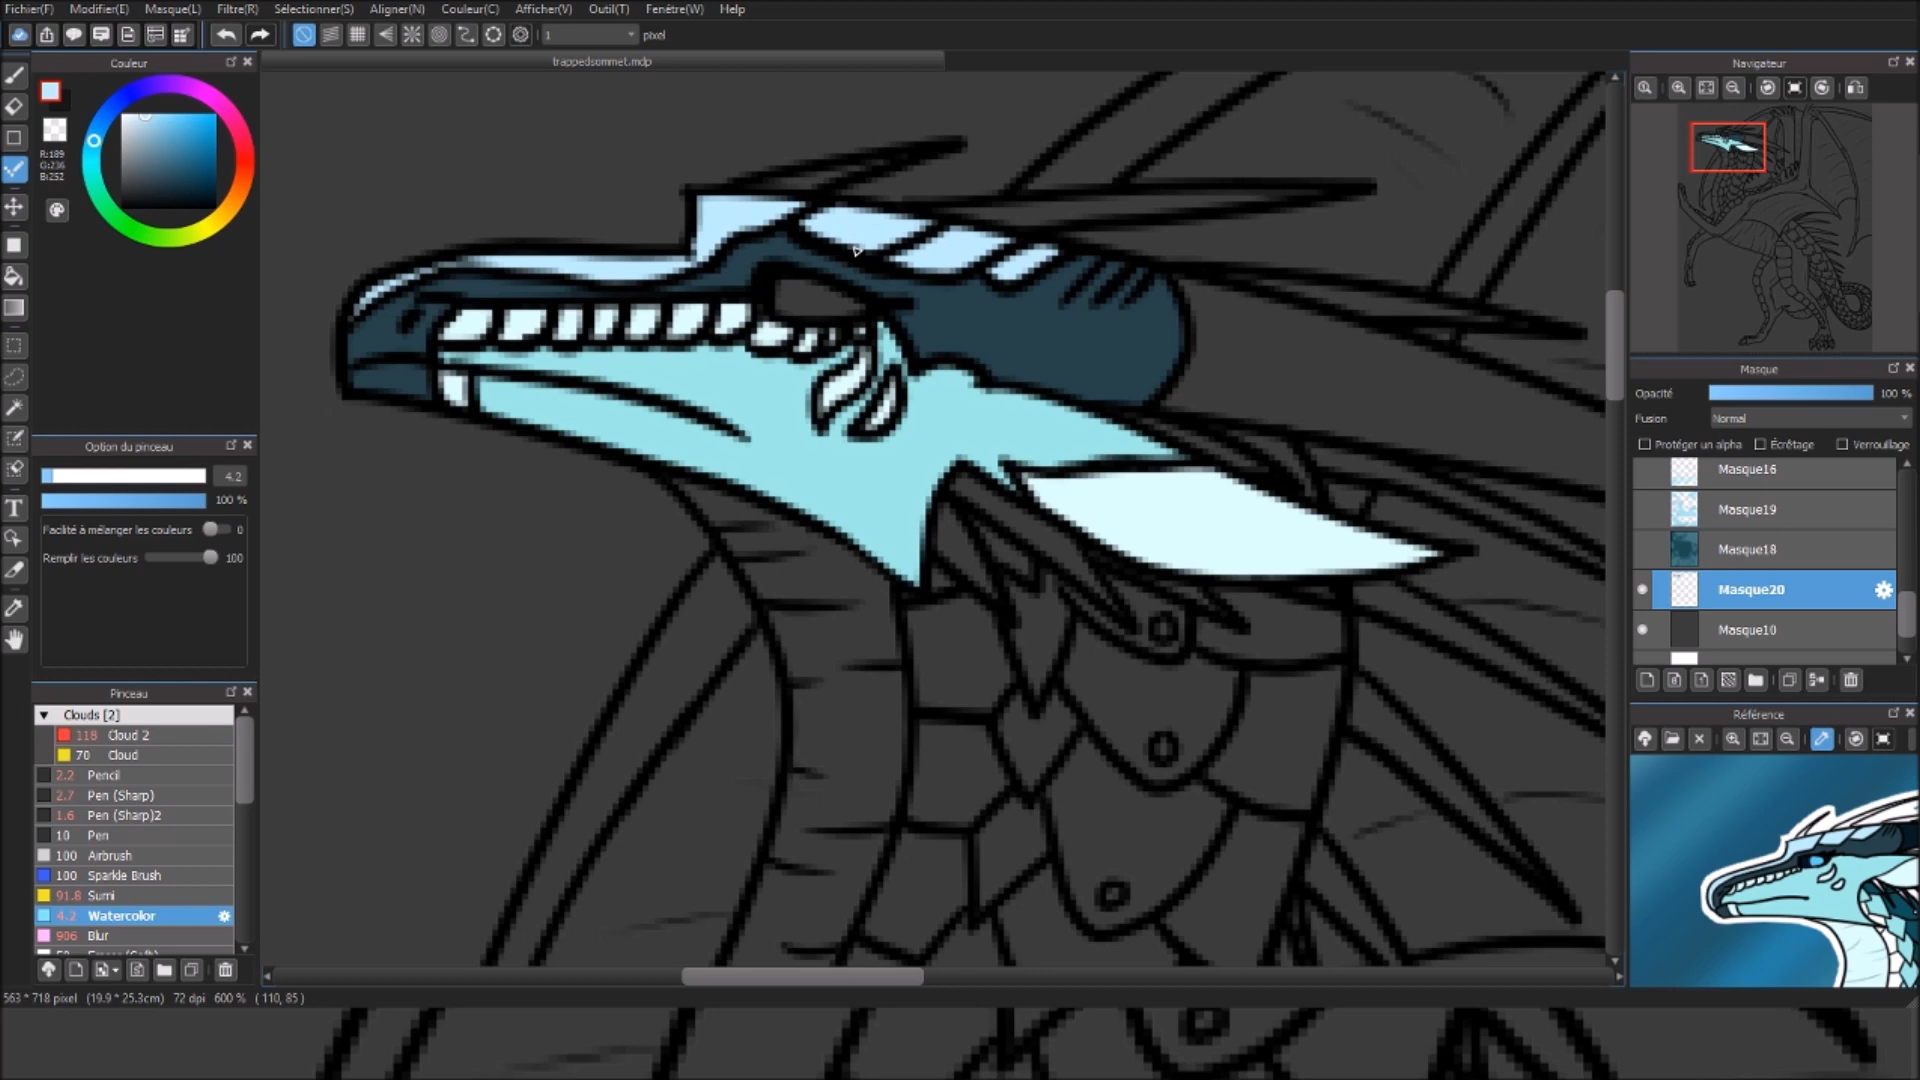 Fichier(F) Modifier(E) Masque(L) Filtre(R) Sélectionner(S) Aligner(N) Couleur(C) Afficher(V) Outil(T) Fenêtre(W) Help
1 pixel
Couleur
trappedsommet.mdp
Navigateur
R:189
G:236
B:252
Masque
Opacité 100 %
Fusion Normal
Protéger un alpha Écrêtage Verrouillage
Masque16
Masque19
Masque18
Masque20
Masque10
Option du pinceau
4.2
100 %
Facilité à mélanger les couleurs 0
Remplir les couleurs 100
Pinceau
Clouds [2]
118 Cloud 2
70 Cloud
2.2 Pencil
2.7 Pen (Sharp)
1.6 Pen (Sharp)2
10 Pen
100 Airbrush
100 Sparkle Brush
91.8 Sumi
4.2 Watercolor
906 Blur
Référence
563 * 718 pixel (19.9 * 25.3cm) 72 dpi 600 % ( 110, 85 )